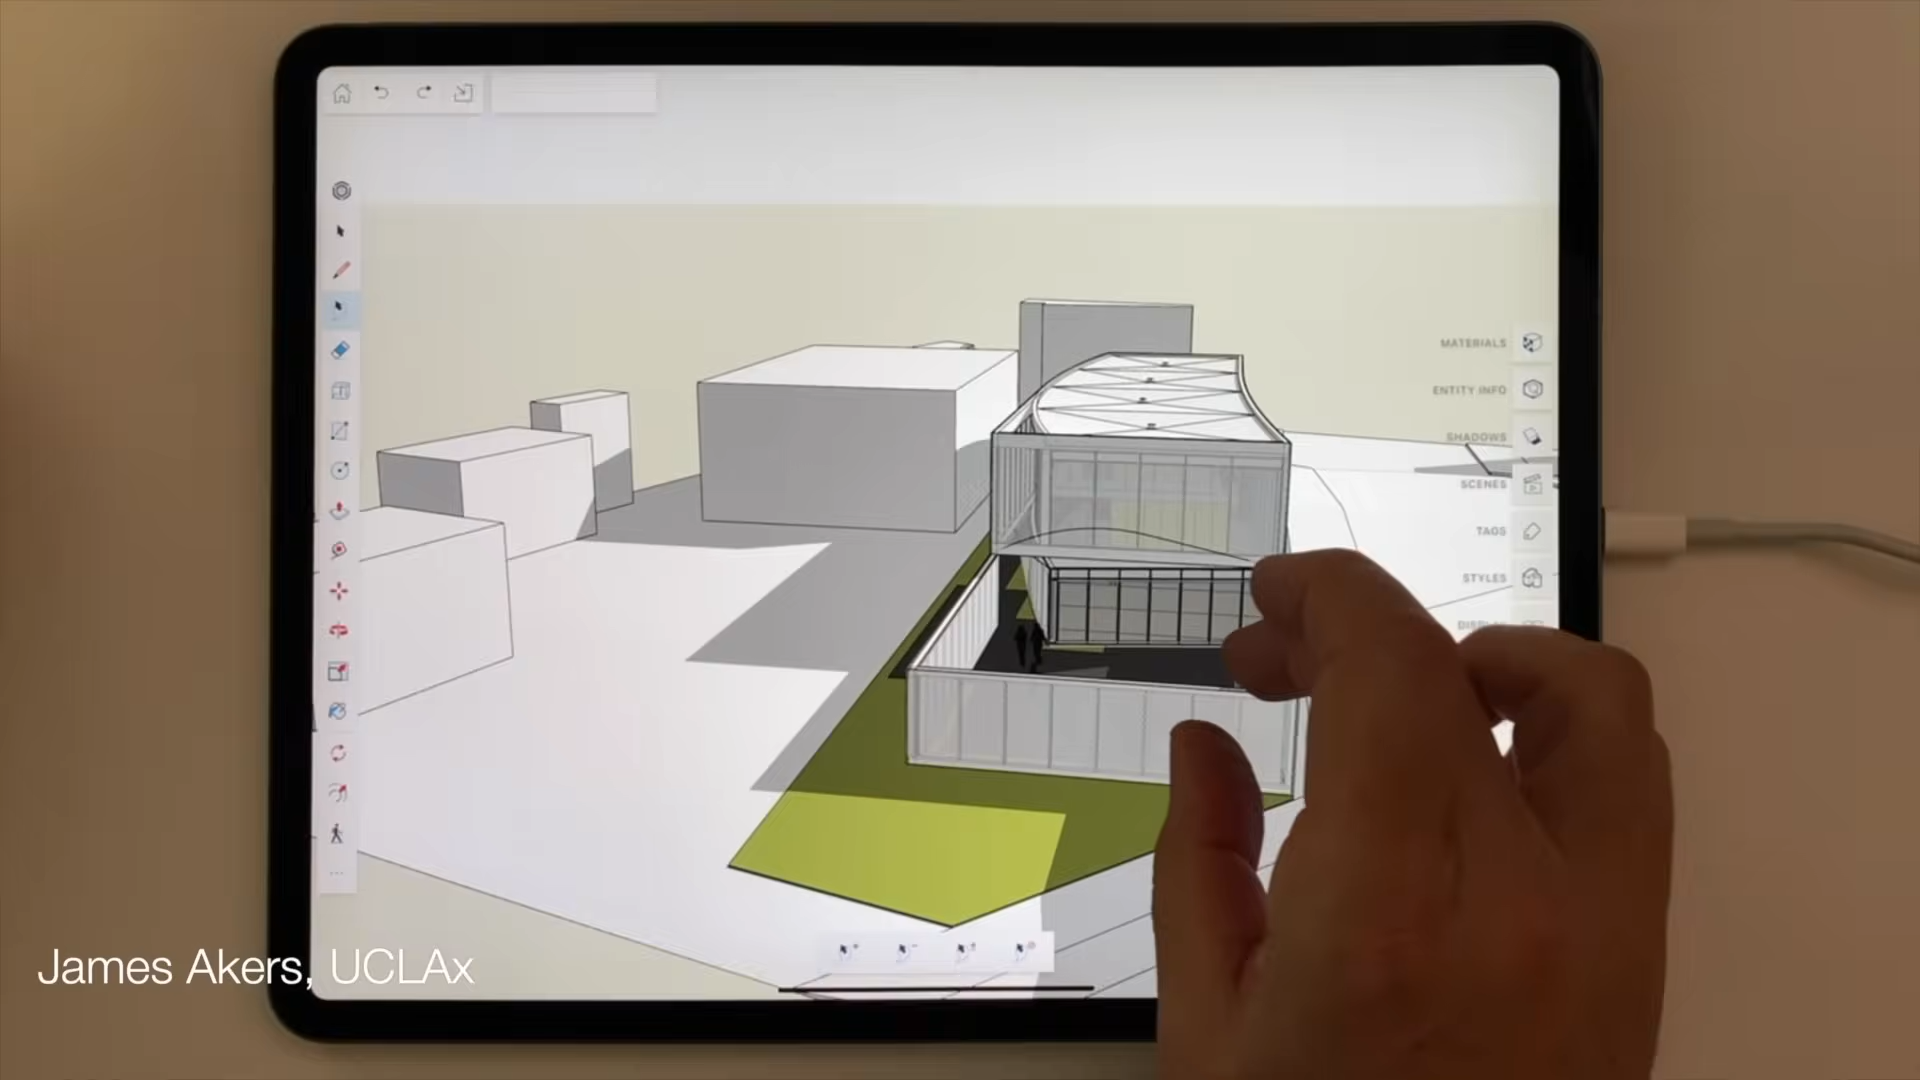 MATERIALS
ENTITY INFO
SHADOWS
SCENES
TAGS
STYLES
James Akers, UCLAx